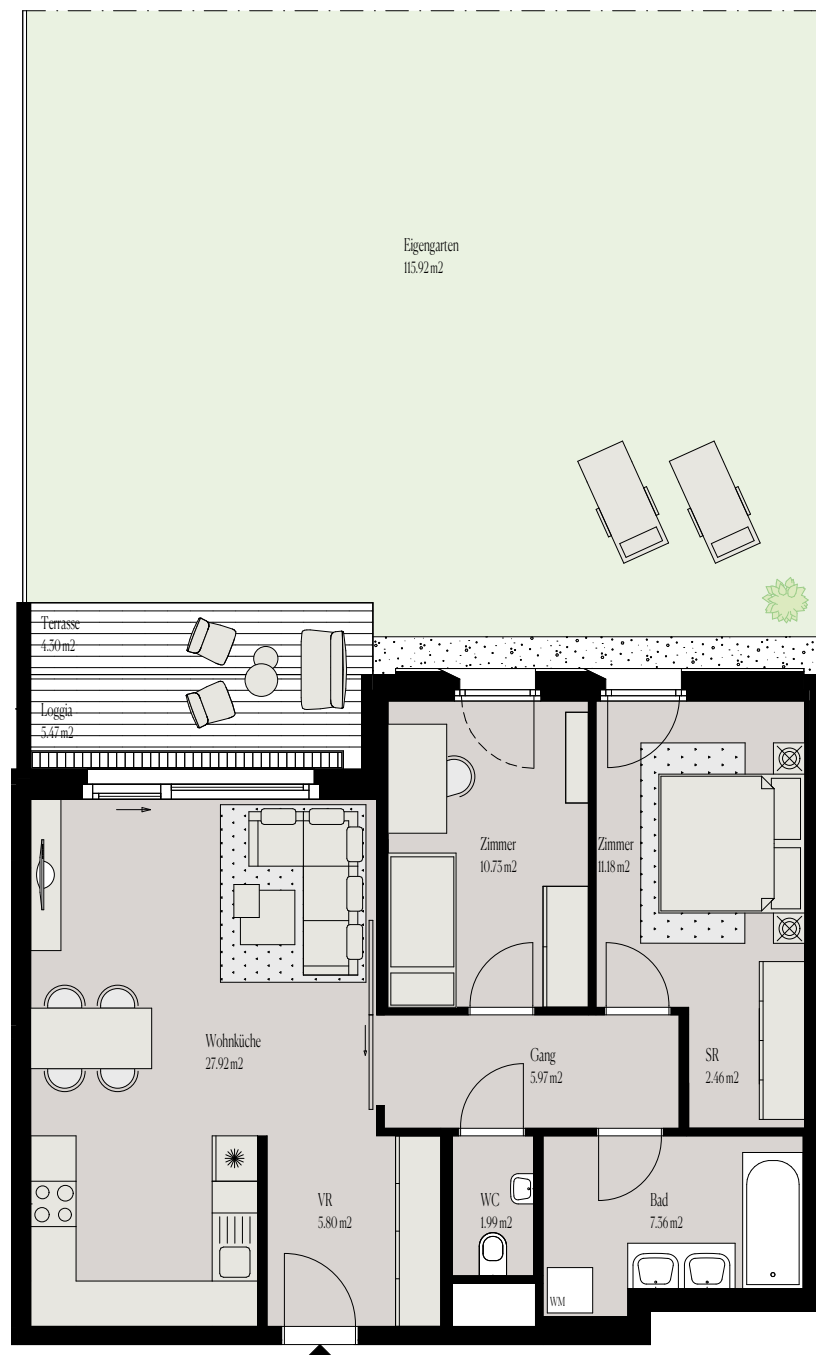 Eigengarten
115.92 m2
Terrasse
4.30 m2
Loggia
5.47 m2
Zimmer
10.73 m2
Zimmer
11.18 m2
Wohnküche
27.92 m2
Gang
5.97 m2
SR
2.46 m2
VR
5.80 m2
WC
1.99 m2
Bad
7.36 m2
WM